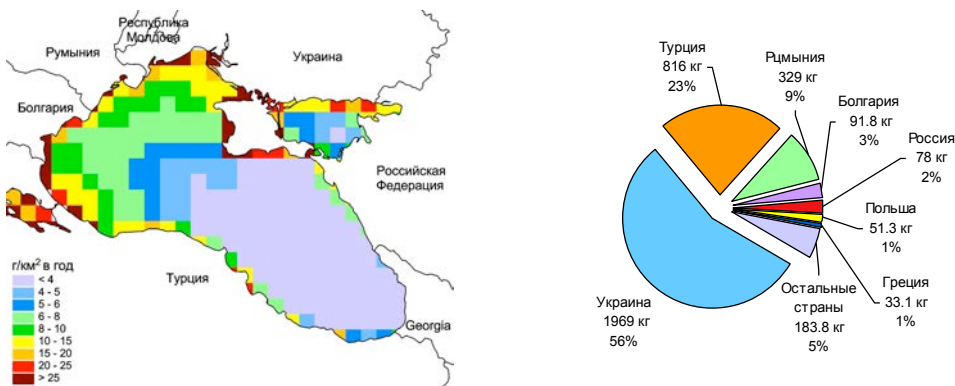 Республика
Молдова
Румыния
Украина
Болгария
Российская
Федерация
Турция
Georgia
г/км² в год
< 4
4 - 5
5 - 6
6 - 8
8 - 10
10 - 15
15 - 20
20 - 25
> 25
Турция
816 кг
23%
Рцмыния
329 кг
9%
Болгария
91.8 кг
3%
Россия
78 кг
2%
Польша
51.3 кг
1%
Греция
33.1 кг
1%
Остальные
страны
183.8 кг
5%
Украина
1969 кг
56%